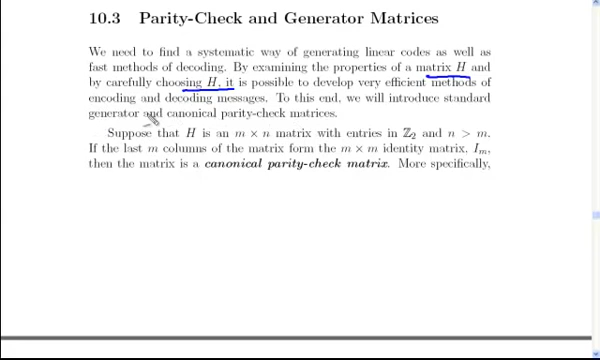 10.3 Parity-Check and Generator Matrices
We need to find a systematic way of generating linear codes as well as
fast methods of decoding. By examining the properties of a matrix H and
by carefully choosing H, it is possible to develop very efficient methods of
encoding and decoding messages. To this end, we will introduce standard
generator and canonical parity-check matrices.
Suppose that H is an m × n matrix with entries in ℤ₂ and n > m.
If the last m columns of the matrix form the m × m identity matrix, Iₘ,
then the matrix is a canonical parity-check matrix. More specifically,